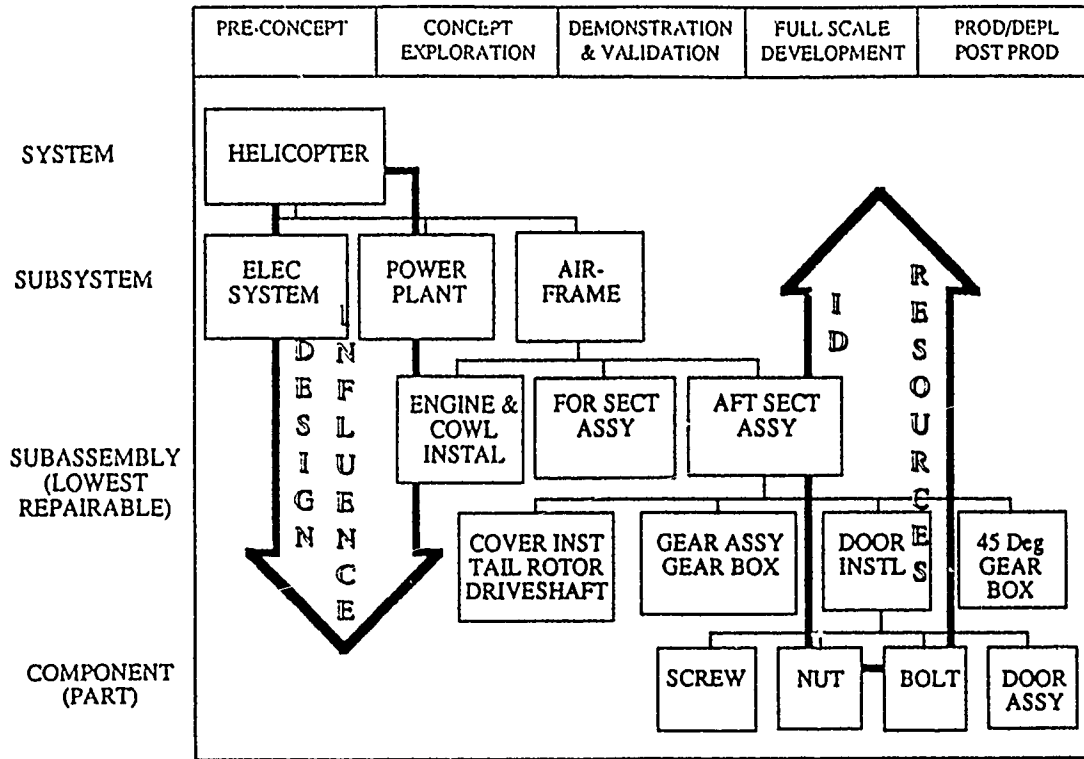 PRE-CONCEPT
CONCEPT
EXPLORATION
DEMONSTRATION
& VALIDATION
FULL SCALE
DEVELOPMENT
PROD/DEPL
POST PROD
SYSTEM
HELICOPTER
SUBSYSTEM
ELEC
SYSTEM
POWER
PLANT
AIR-
FRAME
DESIGN
INFLUENCE
ID
RESOURCES
SUBASSEMBLY
(LOWEST
REPAIRABLE)
ENGINE &
COWL
INSTAL
FOR SECT
ASSY
AFT SECT
ASSY
COVER INST
TAIL ROTOR
DRIVESHAFT
GEAR ASSY
GEAR BOX
DOOR
INSTL
45 Deg
GEAR
BOX
COMPONENT
(PART)
SCREW
NUT
BOLT
DOOR
ASSY